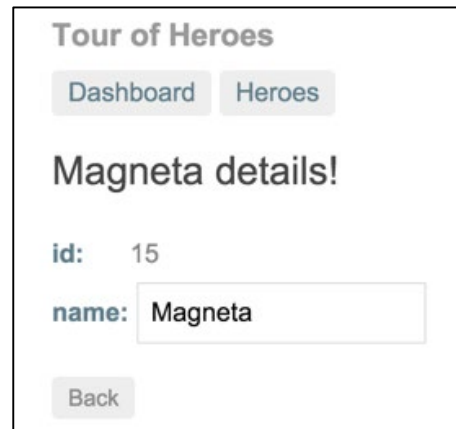 Tour of Heroes
Dashboard Heroes
Magneta details!
id: 15
name: Magneta
Back